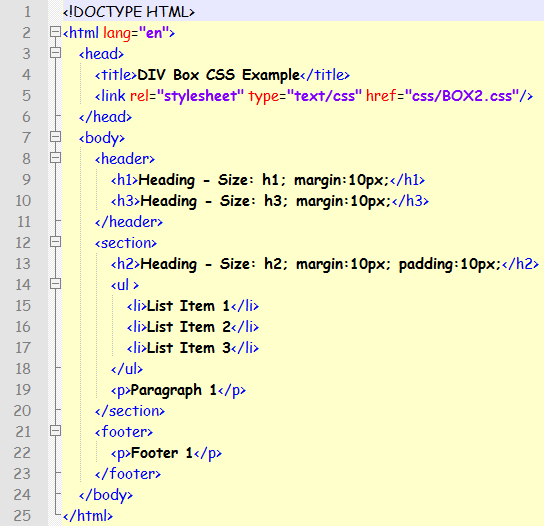 1 <!DOCTYPE HTML>
2 <html lang="en">
3 <head>
4 <title>DIV Box CSS Example</title>
5 <link rel="stylesheet" type="text/css" href="css/BOX2.css"/>
6 </head>
7 <body>
8 <header>
9 <h1>Heading - Size: h1; margin:10px;</h1>
10 <h3>Heading - Size: h3; margin:10px;</h3>
11 </header>
12 <section>
13 <h2>Heading - Size: h2; margin:10px; padding:10px;</h2>
14 <ul >
15 <li>List Item 1</li>
16 <li>List Item 2</li>
17 <li>List Item 3</li>
18 </ul>
19 <p>Paragraph 1</p>
20 </section>
21 <footer>
22 <p>Footer 1</p>
23 </footer>
24 </body>
25 </html>